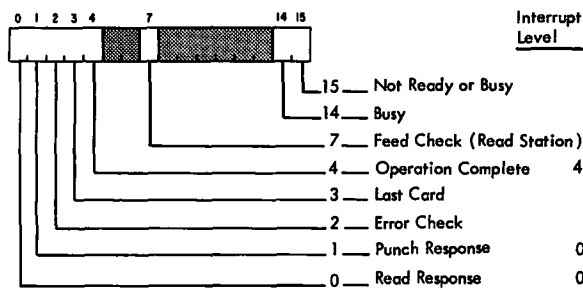 0 1 2 3 4 7 14 15
Interrupt
Level
15 Not Ready or Busy
14 Busy
7 Feed Check (Read Station)
4 Operation Complete 4
3 Last Card
2 Error Check
1 Punch Response 0
0 Read Response 0